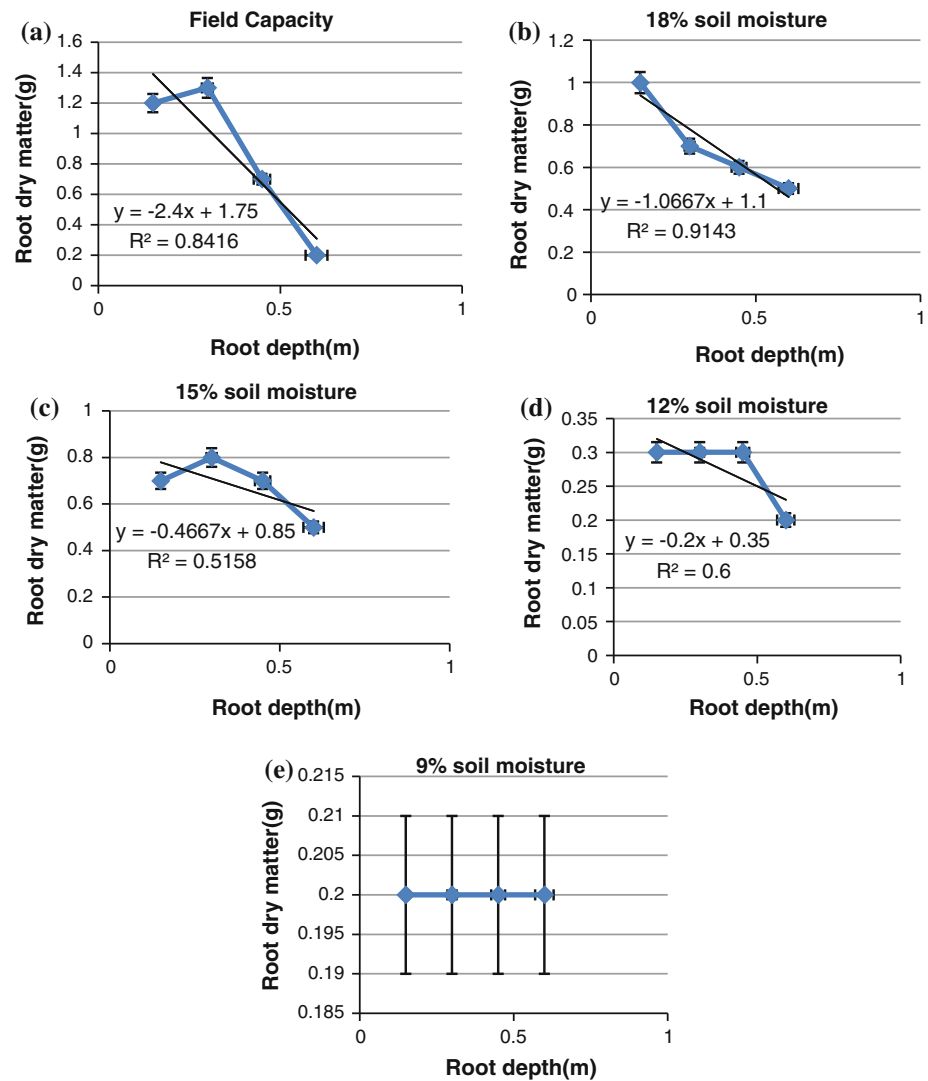 (a)
Field Capacity
Root dry matter(g)
1.6
1.4
1.2
1
0.8
0.6
0.4
0.2
0
y = -2.4x + 1.75
R² = 0.8416
0
0.5
1
Root depth(m)
(b)
18% soil moisture
Root dry matter(g)
1.2
1
0.8
0.6
0.4
0.2
0
y = -1.0667x + 1.1
R² = 0.9143
0
0.5
1
Root depth(m)
(c)
15% soil moisture
Root dry matter(g)
1
0.8
0.6
0.4
0.2
0
y = -0.4667x + 0.85
R² = 0.5158
0
0.5
1
Root depth(m)
(d)
12% soil moisture
Root dry matter(g)
0.35
0.3
0.25
0.2
0.15
0.1
0.05
0
y = -0.2x + 0.35
R² = 0.6
0
0.5
1
Root depth(m)
(e)
9% soil moisture
Root dry matter(g)
0.215
0.21
0.205
0.2
0.195
0.19
0.185
0
0.5
1
Root depth(m)